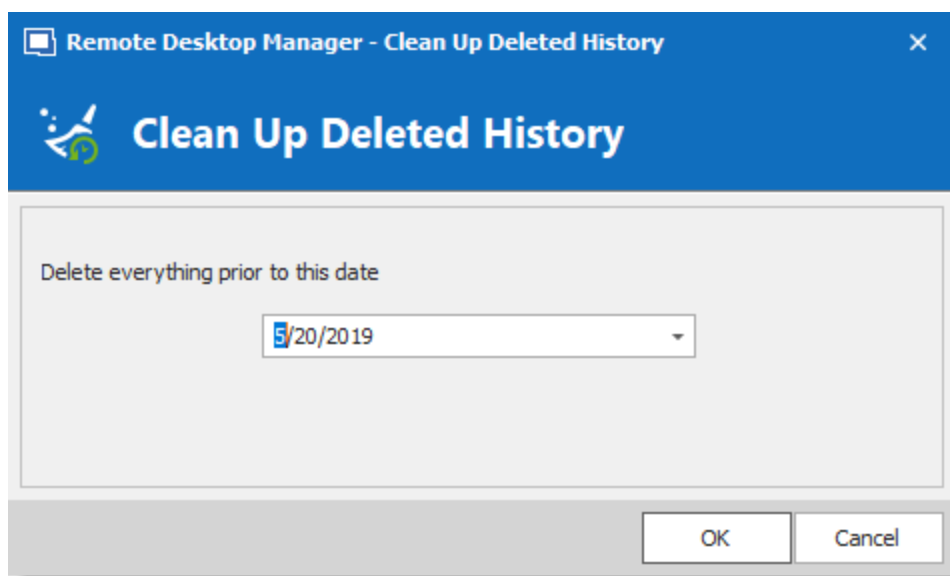 Remote Desktop Manager - Clean Up Deleted History
Clean Up Deleted History
Delete everything prior to this date
5/20/2019
OK Cancel